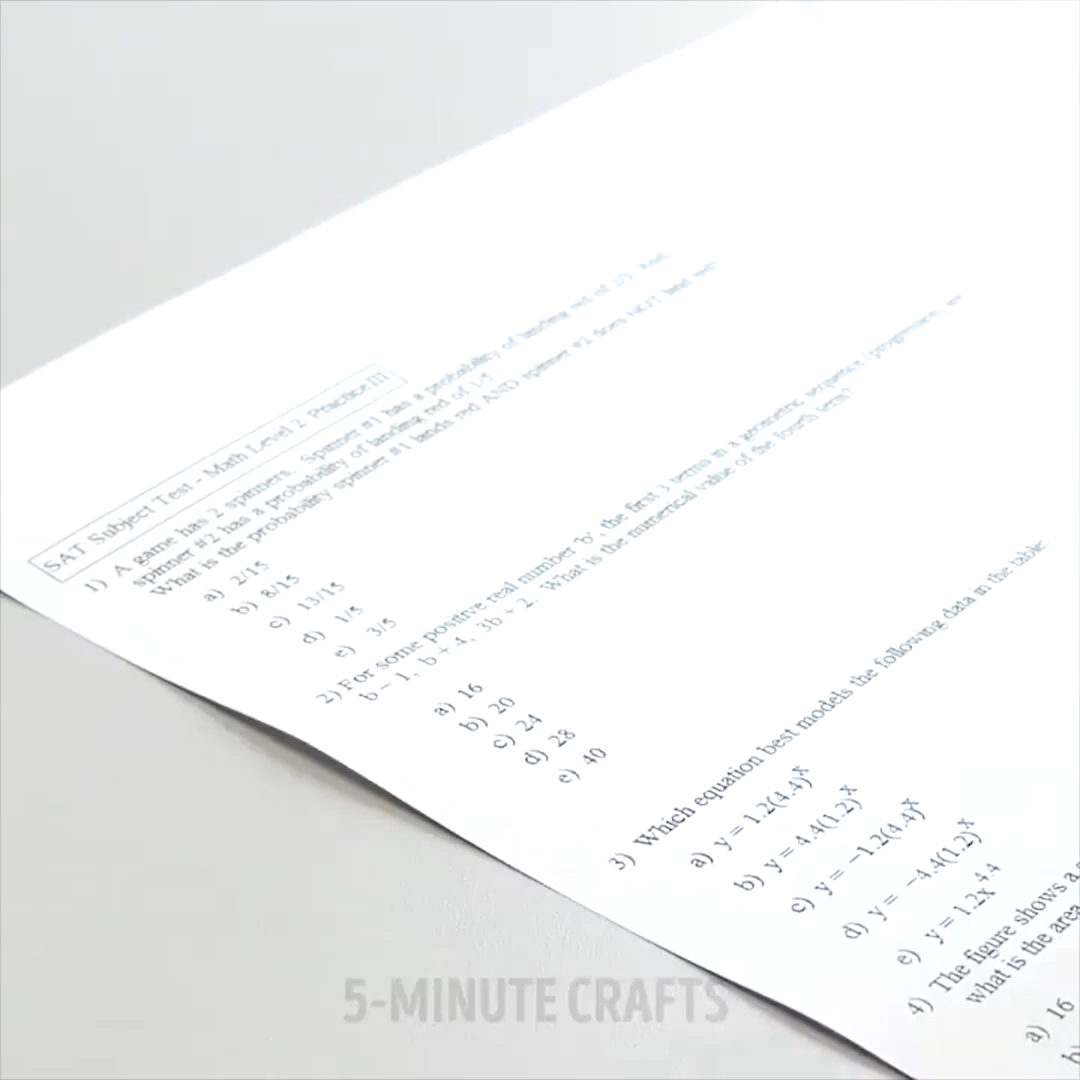 SAT Subject Test - Math Level 2 Practice III
1) A game has 2 spinners. Spinner #1 has a probability of landing red of 2/3. And
spinner #2 has a probability of landing red of 1/5
What is the probability spinner #1 lands red AND spinner #2 does NOT land red?
a) 2/15
b) 8/15
c) 13/15
d) 1/5
e) 3/5
2) For some positive real number 'b', the first 3 terms in a geometric sequence (progression)
b – 1, b + 4, 3b + 2. What is the numerical value of the fourth term?
a) 16
b) 20
c) 24
d) 28
e) 40
3) Which equation best models the following data in the table
a) y = 1.2(4.4)^x
b) y = 4.4(1.2)^x
c) y = –1.2(4.4)^x
d) y = –4.4(1.2)^x
e) y = 1.2x^4.4
4) The figure shows a
what is the area
a) 16
b)
5-MINUTE CRAFTS